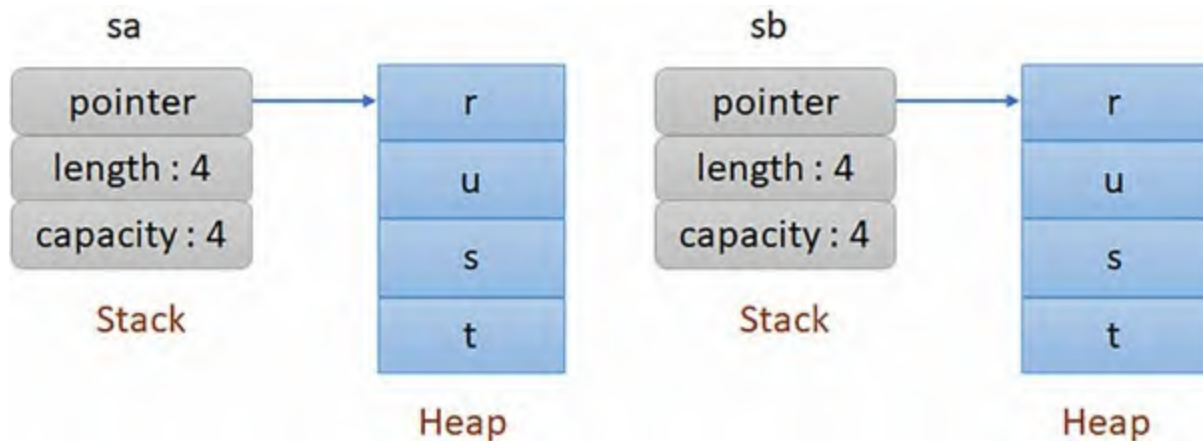 sa
pointer
length : 4
capacity : 4
Stack
r
u
s
t
Heap
sb
pointer
length : 4
capacity : 4
Stack
r
u
s
t
Heap